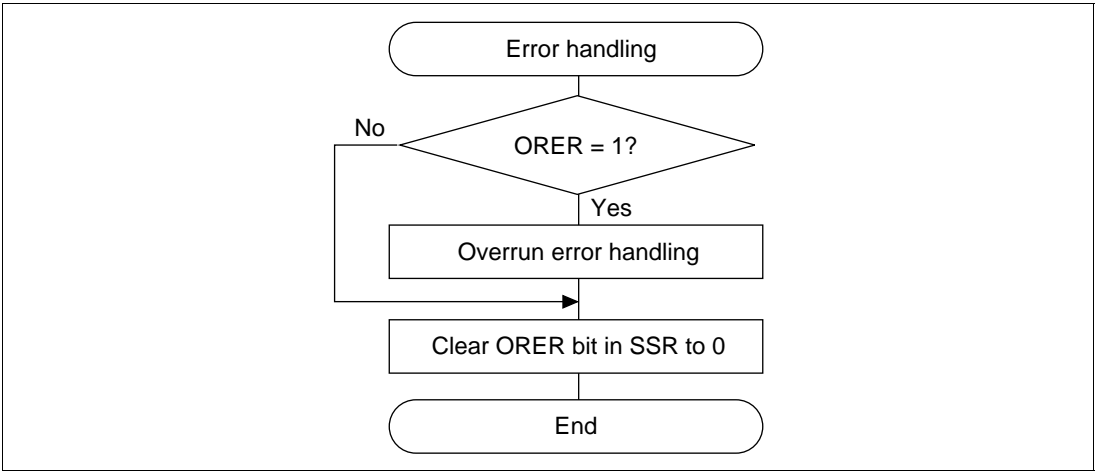 Error handling
No
ORER = 1?
Yes
Overrun error handling
Clear ORER bit in SSR to 0
End